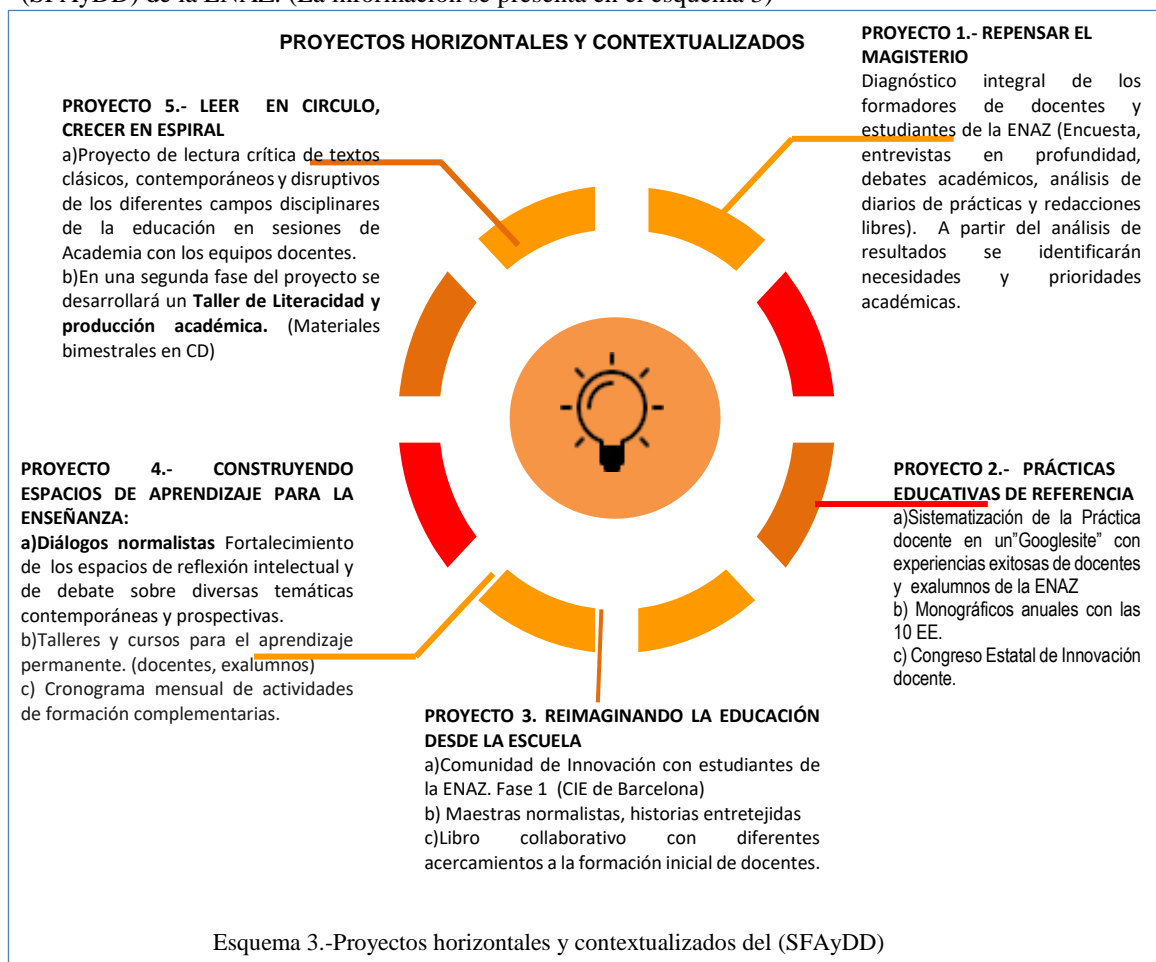 (SFAyDD) de la ENAZ. (La información se presenta en el esquema 3)
PROYECTOS HORIZONTALES Y CONTEXTUALIZADOS
PROYECTO 1.- REPENSAR EL
MAGISTERIO
Diagnóstico integral de los
formadores de docentes y
estudiantes de la ENAZ (Encuesta,
entrevistas en profundidad,
debates académicos, análisis de
diarios de prácticas y redacciones
libres). A partir del análisis de
resultados se identificarán
necesidades y prioridades
académicas.
PROYECTO 5.- LEER EN CIRCULO,
CRECER EN ESPIRAL
a)Proyecto de lectura crítica de textos
clásicos, contemporáneos y disruptivos
de los diferentes campos disciplinares
de la educación en sesiones de
Academia con los equipos docentes.
b)En una segunda fase del proyecto se
desarrollará un Taller de Literacidad y
producción académica. (Materiales
bimestrales en CD)
PROYECTO 4.- CONSTRUYENDO
ESPACIOS DE APRENDIZAJE PARA LA
ENSEÑANZA:
a)Diálogos normalistas Fortalecimiento
de los espacios de reflexión intelectual y
de debate sobre diversas temáticas
contemporáneas y prospectivas.
b)Talleres y cursos para el aprendizaje
permanente. (docentes, exalumnos)
c) Cronograma mensual de actividades
de formación complementarias.
PROYECTO 2.- PRÁCTICAS
EDUCATIVAS DE REFERENCIA
a)Sistematización de la Práctica
docente en un"Googlesite" con
experiencias exitosas de docentes
y exalumnos de la ENAZ
b) Monográficos anuales con las
10 EE.
c) Congreso Estatal de Innovación
docente.
PROYECTO 3. REIMAGINANDO LA EDUCACIÓN
DESDE LA ESCUELA
a)Comunidad de Innovación con estudiantes de
la ENAZ. Fase 1 (CIE de Barcelona)
b) Maestras normalistas, historias entretejidas
c)Libro collaborativo con diferentes
acercamientos a la formación inicial de docentes.
Esquema 3.-Proyectos horizontales y contextualizados del (SFAyDD)